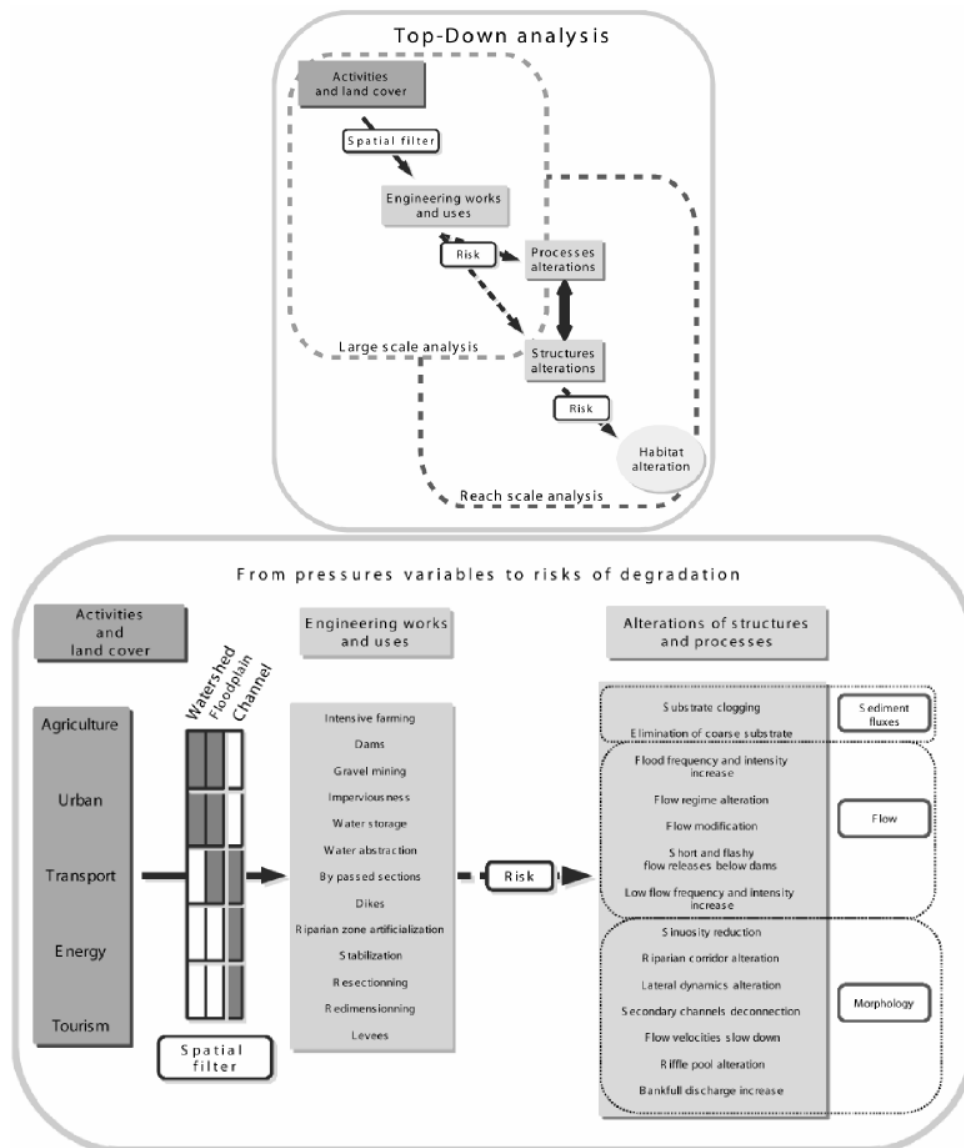 Top-Down analysis
Activities
and land cover
Spatial filter
Engineering works
and uses
Risk
Processes
alterations
Large scale analysis
Structures
alterations
Risk
Habitat
alteration
Reach scale analysis
From pressures variables to risks of degradation
Activities
and
land cover
Engineering works
and uses
Alterations of structures
and processes
Watershed
Floodplain
Channel
Agriculture
Urban
Transport
Energy
Tourism
Spatial
filter
Intensive farming
Dams
Gravel mining
Imperviousness
Water storage
Water abstraction
By passed sections
Dikes
Riparian zone artificialization
Stabilization
Resectionning
Redimensionning
Levees
Risk
Substrate clogging
Elimination of coarse substrate
Sediment
fluxes
Flood frequency and intensity
increase
Flow regime alteration
Flow modification
Short and flashy
flow releases below dams
Low flow frequency and intensity
increase
Flow
Sinuosity reduction
Riparian corridor alteration
Lateral dynamics alteration
Secondary channels deconnection
Flow velocities slow down
Riffle pool alteration
Bankfull discharge increase
Morphology